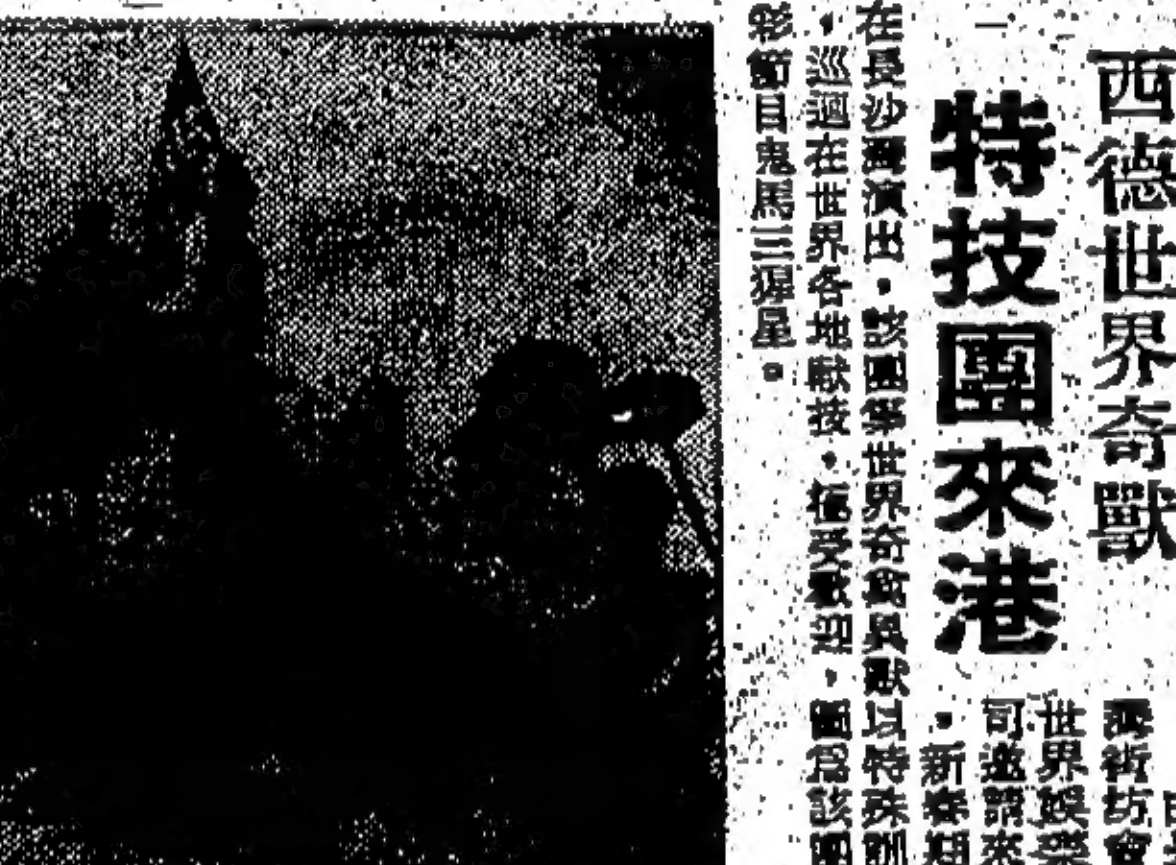 西德世界奇獸
特技團來港
街坊會
世界娛樂
司邀請來
。新春期
在長沙灣演出。該團率世界奇禽異獸以特殊訓
,巡迴在世界各地獻技。極受歡迎,圖爲該團
彩節目鬼馬三猩星。